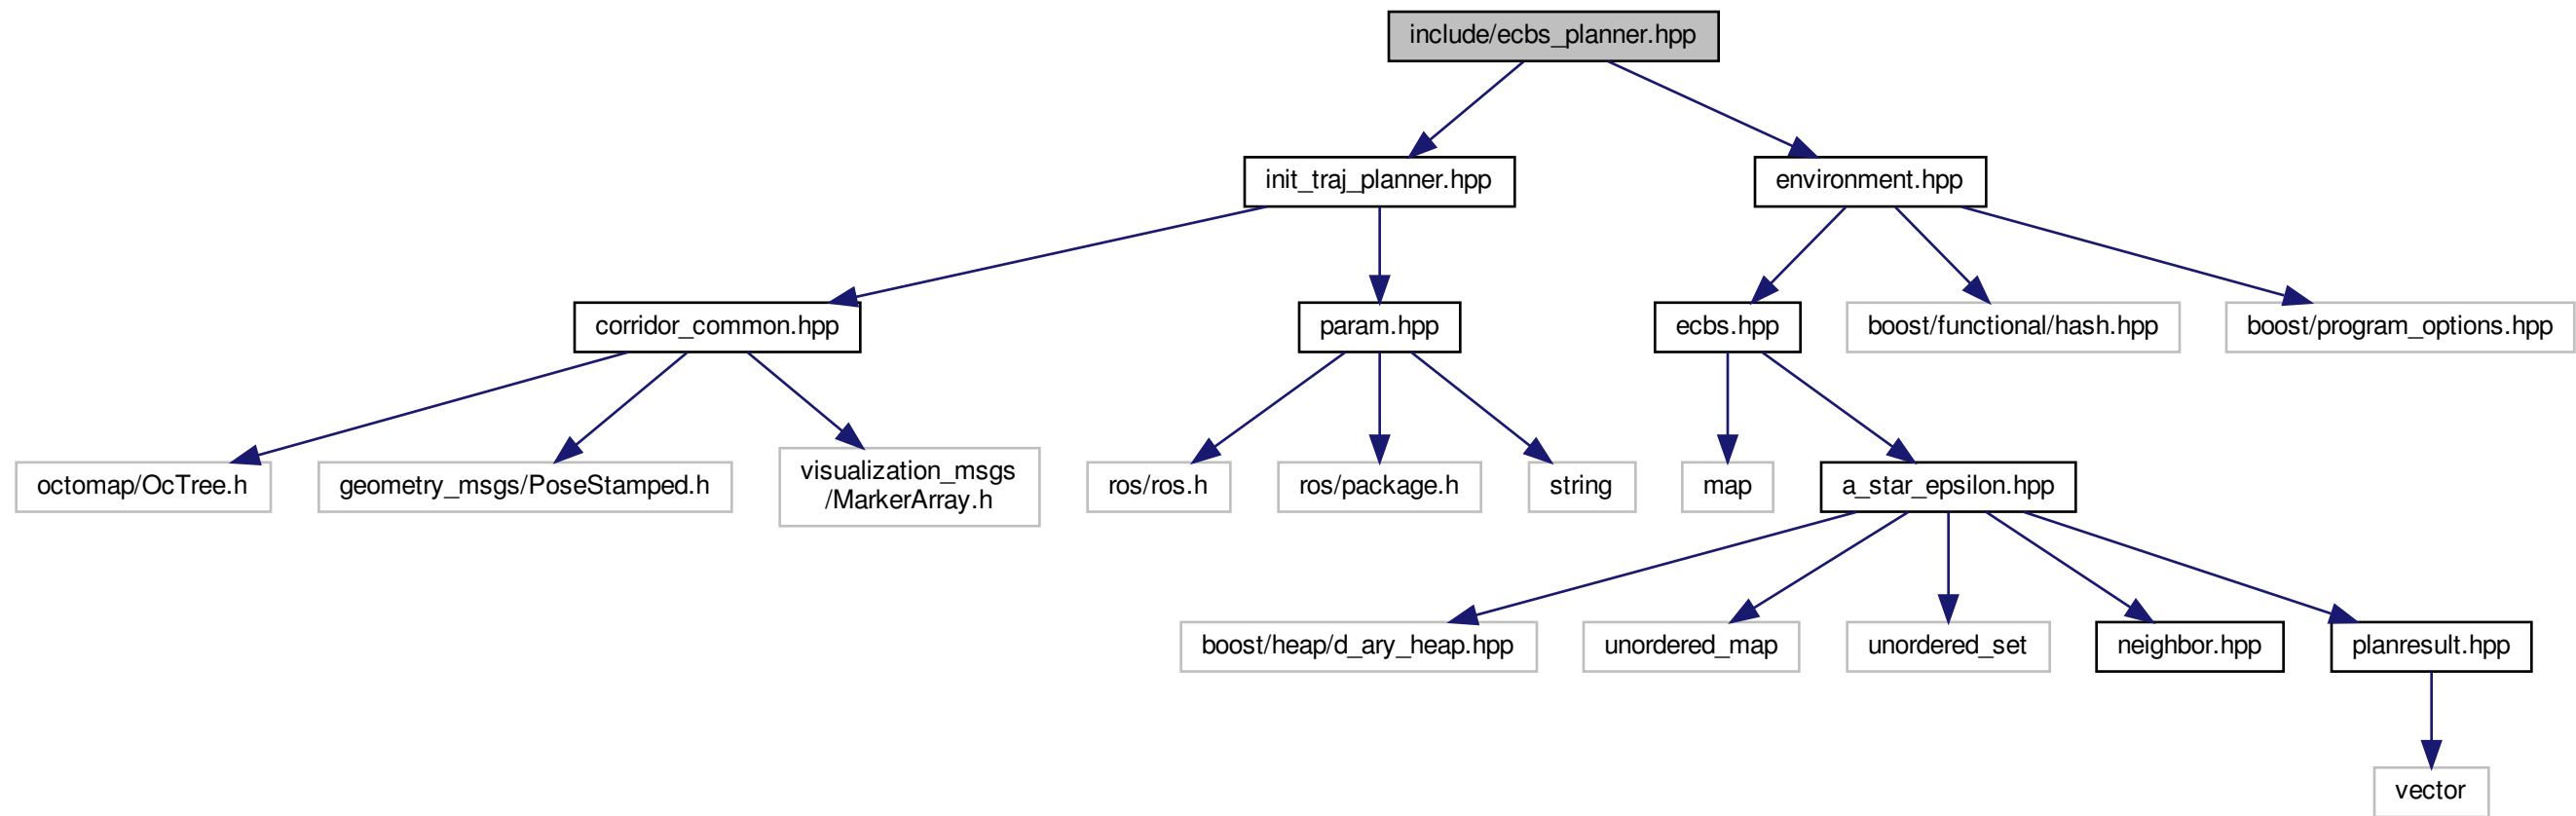 include/ecbs_planner.hpp
init_traj_planner.hpp
environment.hpp
corridor_common.hpp
param.hpp
ecbs.hpp
boost/functional/hash.hpp
boost/program_options.hpp
octomap/OcTree.h
geometry_msgs/PoseStamped.h
visualization_msgs
/MarkerArray.h
ros/ros.h
ros/package.h
string
map
a_star_epsilon.hpp
boost/heap/d_ary_heap.hpp
unordered_map
unordered_set
neighbor.hpp
planresult.hpp
vector